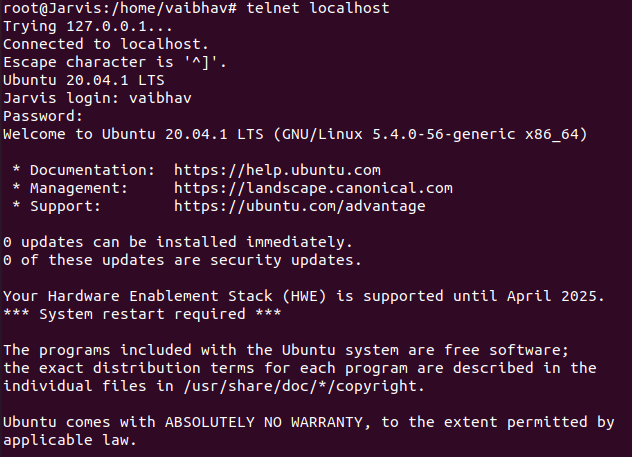 root@Jarvis:/home/vaibhav# telnet localhost
Trying 127.0.0.1...
Connected to localhost.
Escape character is '^]'.
Ubuntu 20.04.1 LTS
Jarvis login: vaibhav
Password:
Welcome to Ubuntu 20.04.1 LTS (GNU/Linux 5.4.0-56-generic x86_64)

 * Documentation:  https://help.ubuntu.com
 * Management:     https://landscape.canonical.com
 * Support:        https://ubuntu.com/advantage

0 updates can be installed immediately.
0 of these updates are security updates.

Your Hardware Enablement Stack (HWE) is supported until April 2025.
*** System restart required ***

The programs included with the Ubuntu system are free software;
the exact distribution terms for each program are described in the
individual files in /usr/share/doc/*/copyright.

Ubuntu comes with ABSOLUTELY NO WARRANTY, to the extent permitted by
applicable law.